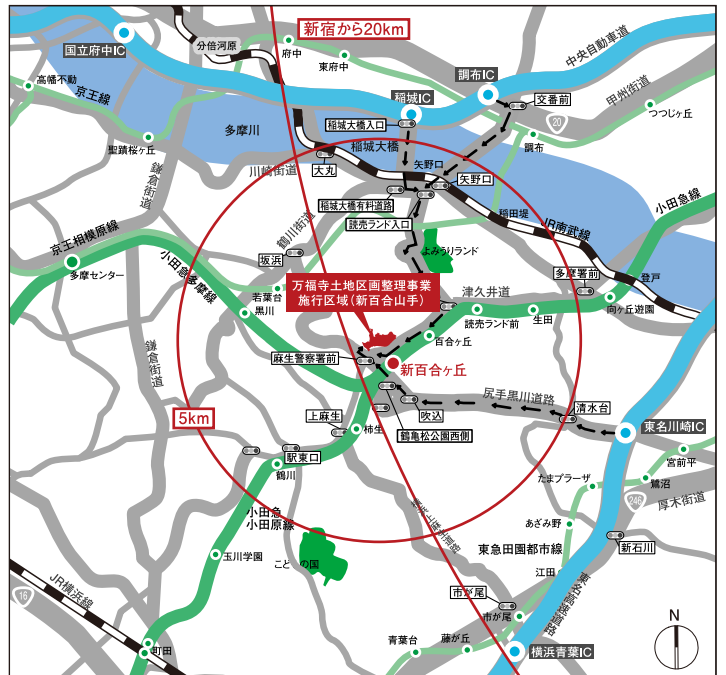 新宿から20km
国立府中IC
分倍河原
府中
東府中
中央自動車道
調布IC
高幡不動
京王線
稲城IC
交番前
甲州街道
20
つつじヶ丘
稲城大橋入口
多摩川
稲城大橋
調布
聖蹟桜ヶ丘
鎌倉街道
川崎街道
大丸
矢野口
矢野口
稲城大橋有料道路
稲田堤
JR南武線
小田急線
鶴川街道
読売ランド入口
京王相模原線
小田急多摩線
坂浜
よみうりランド
多摩センター
多摩署前
登戸
若葉台
黒川
万福寺土地区画整理事業
施行区域(新百合山手)
津久井道
向ヶ丘遊園
読売ランド前
生田
百合ヶ丘
鎌倉街道
麻生警察署前
新百合ヶ丘
尻手黒川道路
5km
上麻生
吹込
清水台
東名川崎IC
柿生
鶴亀松公園西側
駅東口
鶴川
宮前平
たまプラーザ
鷺沼
246
厚木街道
小田急
小田原線
あざみ野
東急田園都市線
新石川
玉川学園
こどもの国
江田
東名高速道路
JR横浜線
16
市が尾
市が尾
町田
青葉台
藤が丘
横浜青葉IC
N